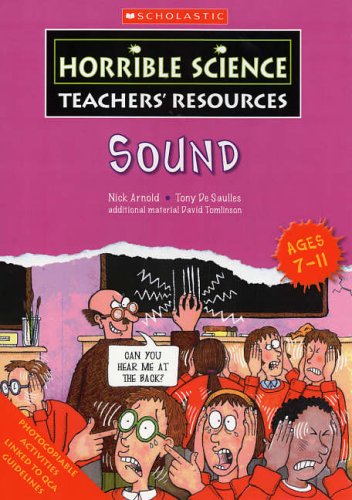 SCHOLASTIC
HORRIBLE SCIENCE
TEACHERS' RESOURCES
SOUND
Nick Arnold • Tony De Saulles
additional material David Tomlinson
AGES
7–11
CAN YOU
HEAR ME AT
THE BACK?
PHOTOCOPIABLE
ACTIVITIES
LINKED TO QCA
GUIDELINES